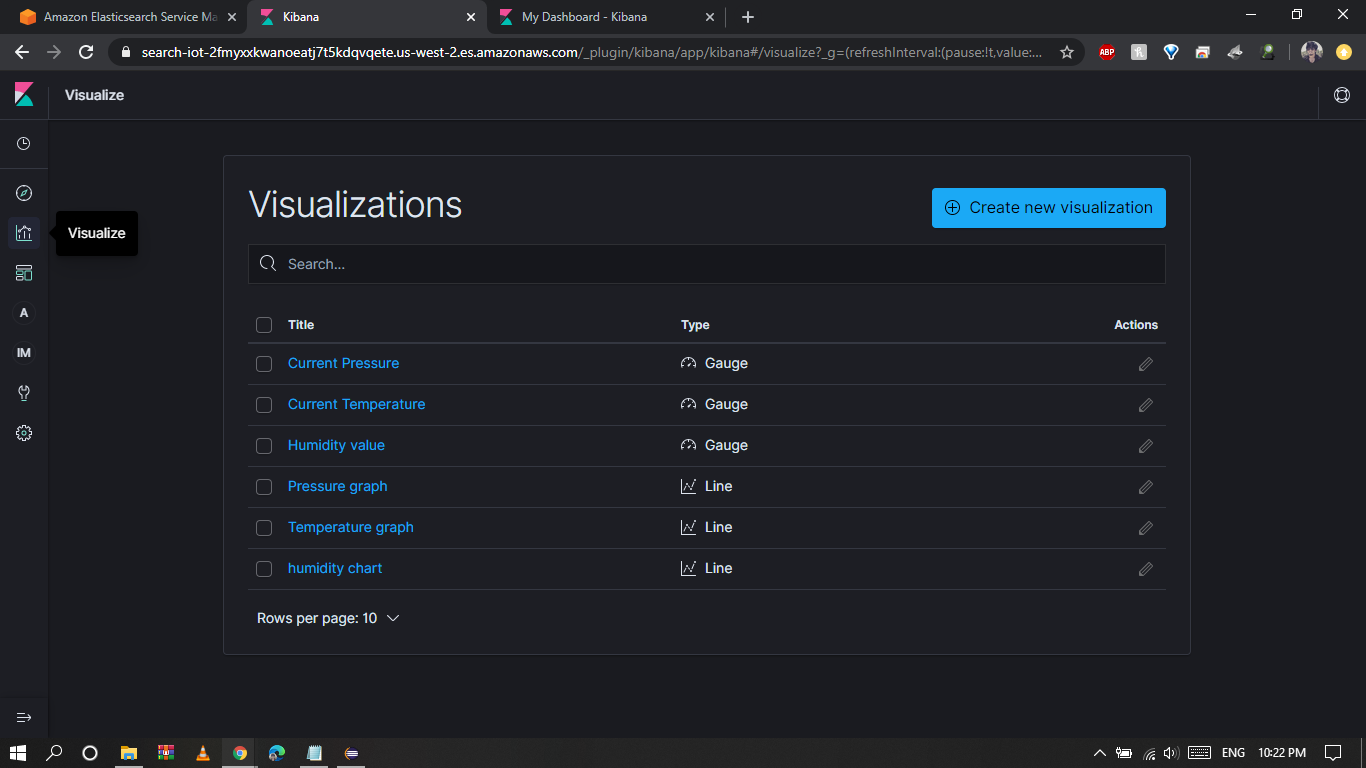 Amazon Elasticsearch Service Ma
Kibana
My Dashboard - Kibana
search-iot-2fmyxxkwanoeatj7t5kdqvqete.us-west-2.es.amazonaws.com/_plugin/kibana/app/kibana#/visualize?_g=(refreshInterval:(pause:!t,value:...
ABP
Visualize
Visualize
A
IM
Visualizations
Create new visualization
Search...
Title Type Actions
Current Pressure Gauge
Current Temperature Gauge
Humidity value Gauge
Pressure graph Line
Temperature graph Line
humidity chart Line
Rows per page: 10
ENG 10:22 PM